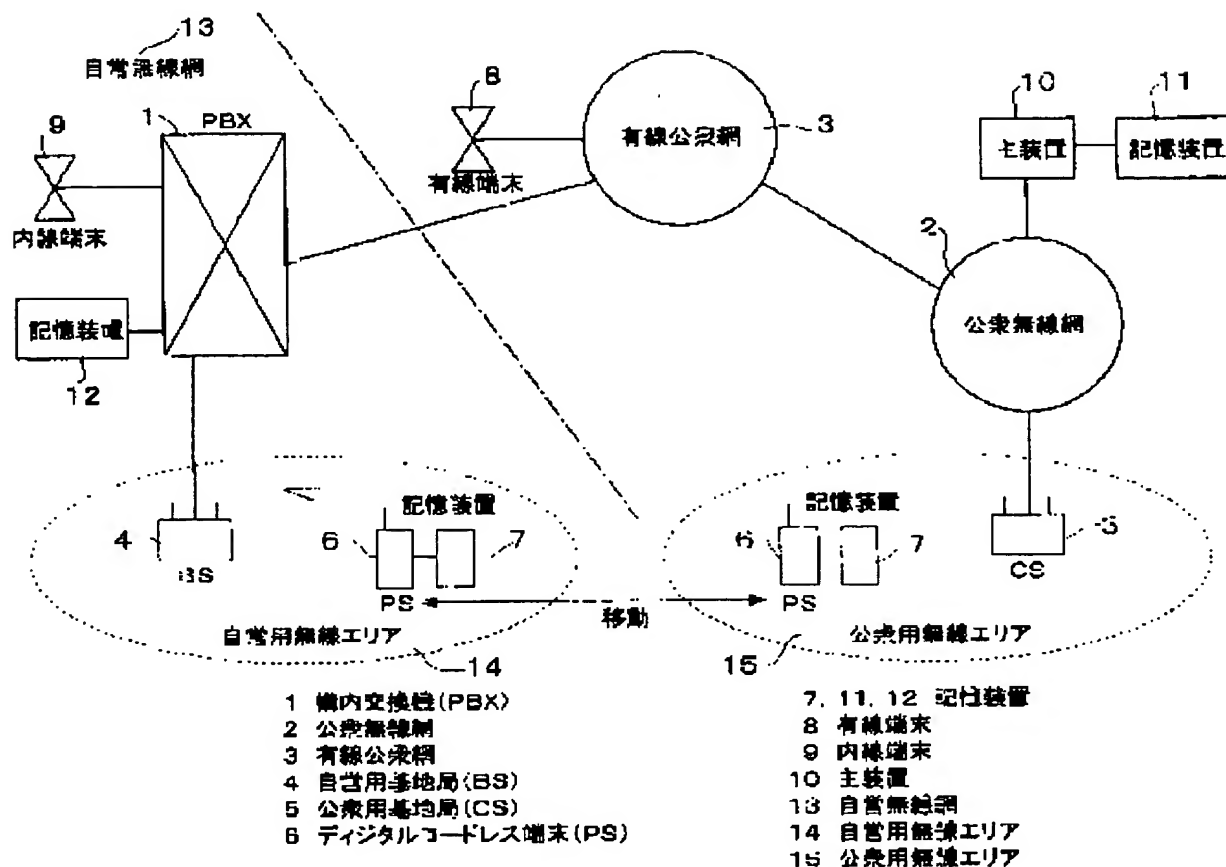 13
自営無線網
9
1
PBX
内線端末
記憶装置
12
8
有線端末
有線公衆網
3
10
主装置
11
記憶装置
2
公衆無線網
4
BS
記憶装置
6
7
PS
自営用無線エリア
14
移動
記憶装置
6
7
PS
5
CS
公衆用無線エリア
15
1 構内交換機(PBX)
2 公衆無線網
3 有線公衆網
4 自営用基地局(BS)
5 公衆用基地局(CS)
6 ディジタルコードレス端末(PS)
7, 11, 12 記憶装置
8 有線端末
9 内線端末
10 主装置
13 自営無線網
14 自営用無線エリア
15 公衆用無線エリア